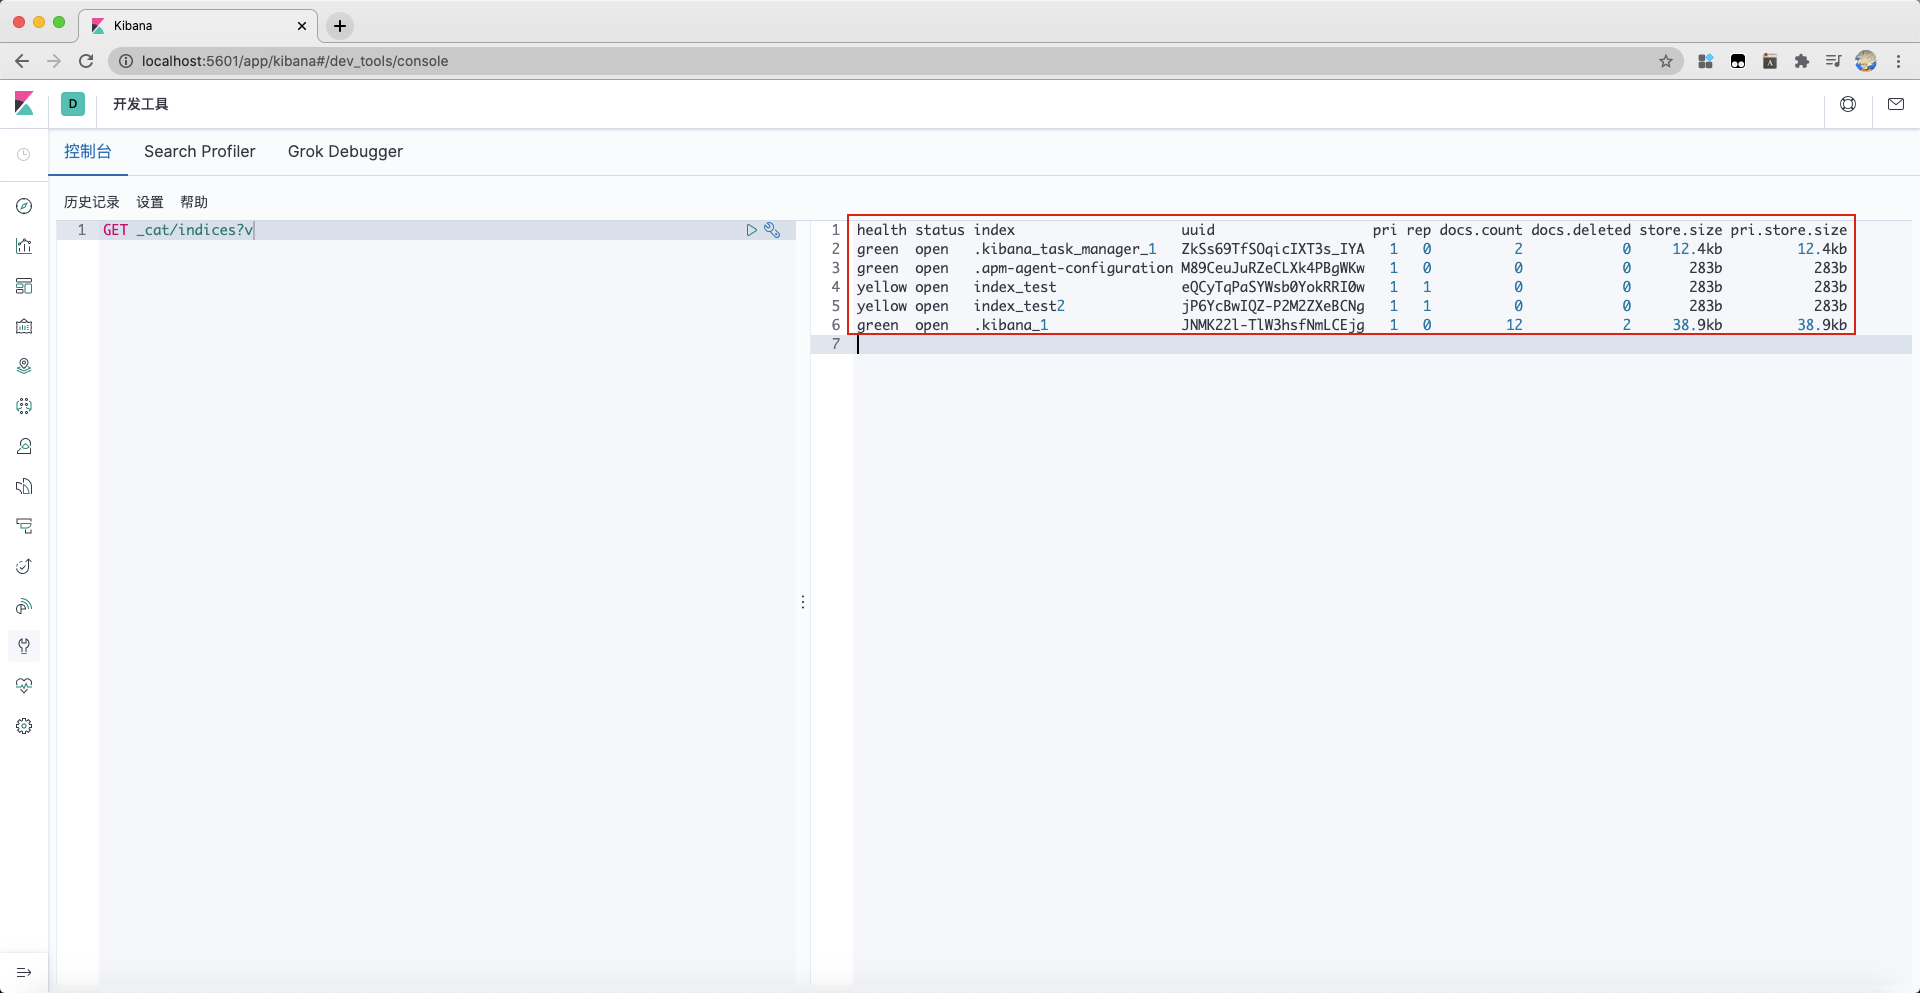 Kibana
localhost:5601/app/kibana#/dev_tools/console
D 开发工具
控制台 Search Profiler Grok Debugger
历史记录 设置 帮助
1 GET _cat/indices?v
1 health status index uuid pri rep docs.count docs.deleted store.size pri.store.size
2 green open .kibana_task_manager_1 ZkSs69TfSOqicIXT3s_IYA 1 0 2 0 12.4kb 12.4kb
3 green open .apm-agent-configuration M89CeuJuRZeCLXk4PBgWKw 1 0 0 0 283b 283b
4 yellow open index_test eQCyTqPaSYWsb0YokRRI0w 1 1 0 0 283b 283b
5 yellow open index_test2 jP6YcBwIQZ-P2M2ZXeBCNg 1 1 0 0 283b 283b
6 green open .kibana_1 JNMK22l-TlW3hsfNmLCEjg 1 0 12 2 38.9kb 38.9kb
7